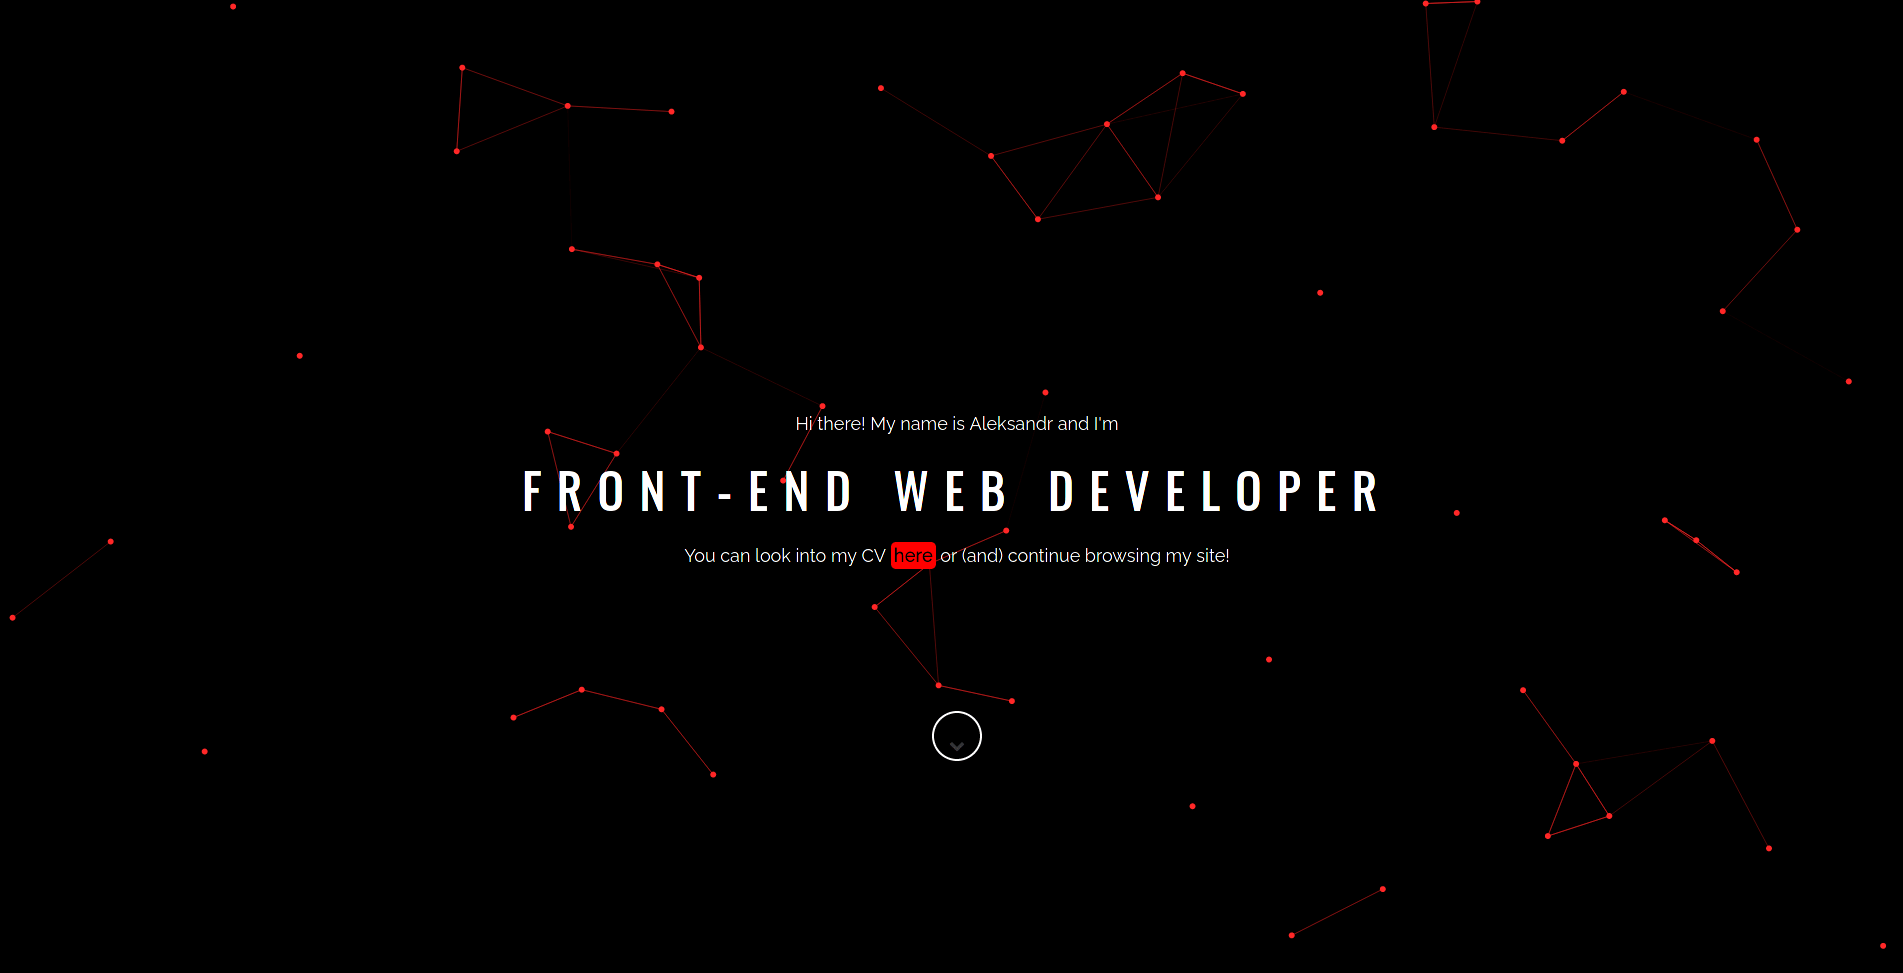 Hi there! My name is Aleksandr and I'm
FRONT-END WEB DEVELOPER
You can look into my CV here or (and) continue browsing my site!